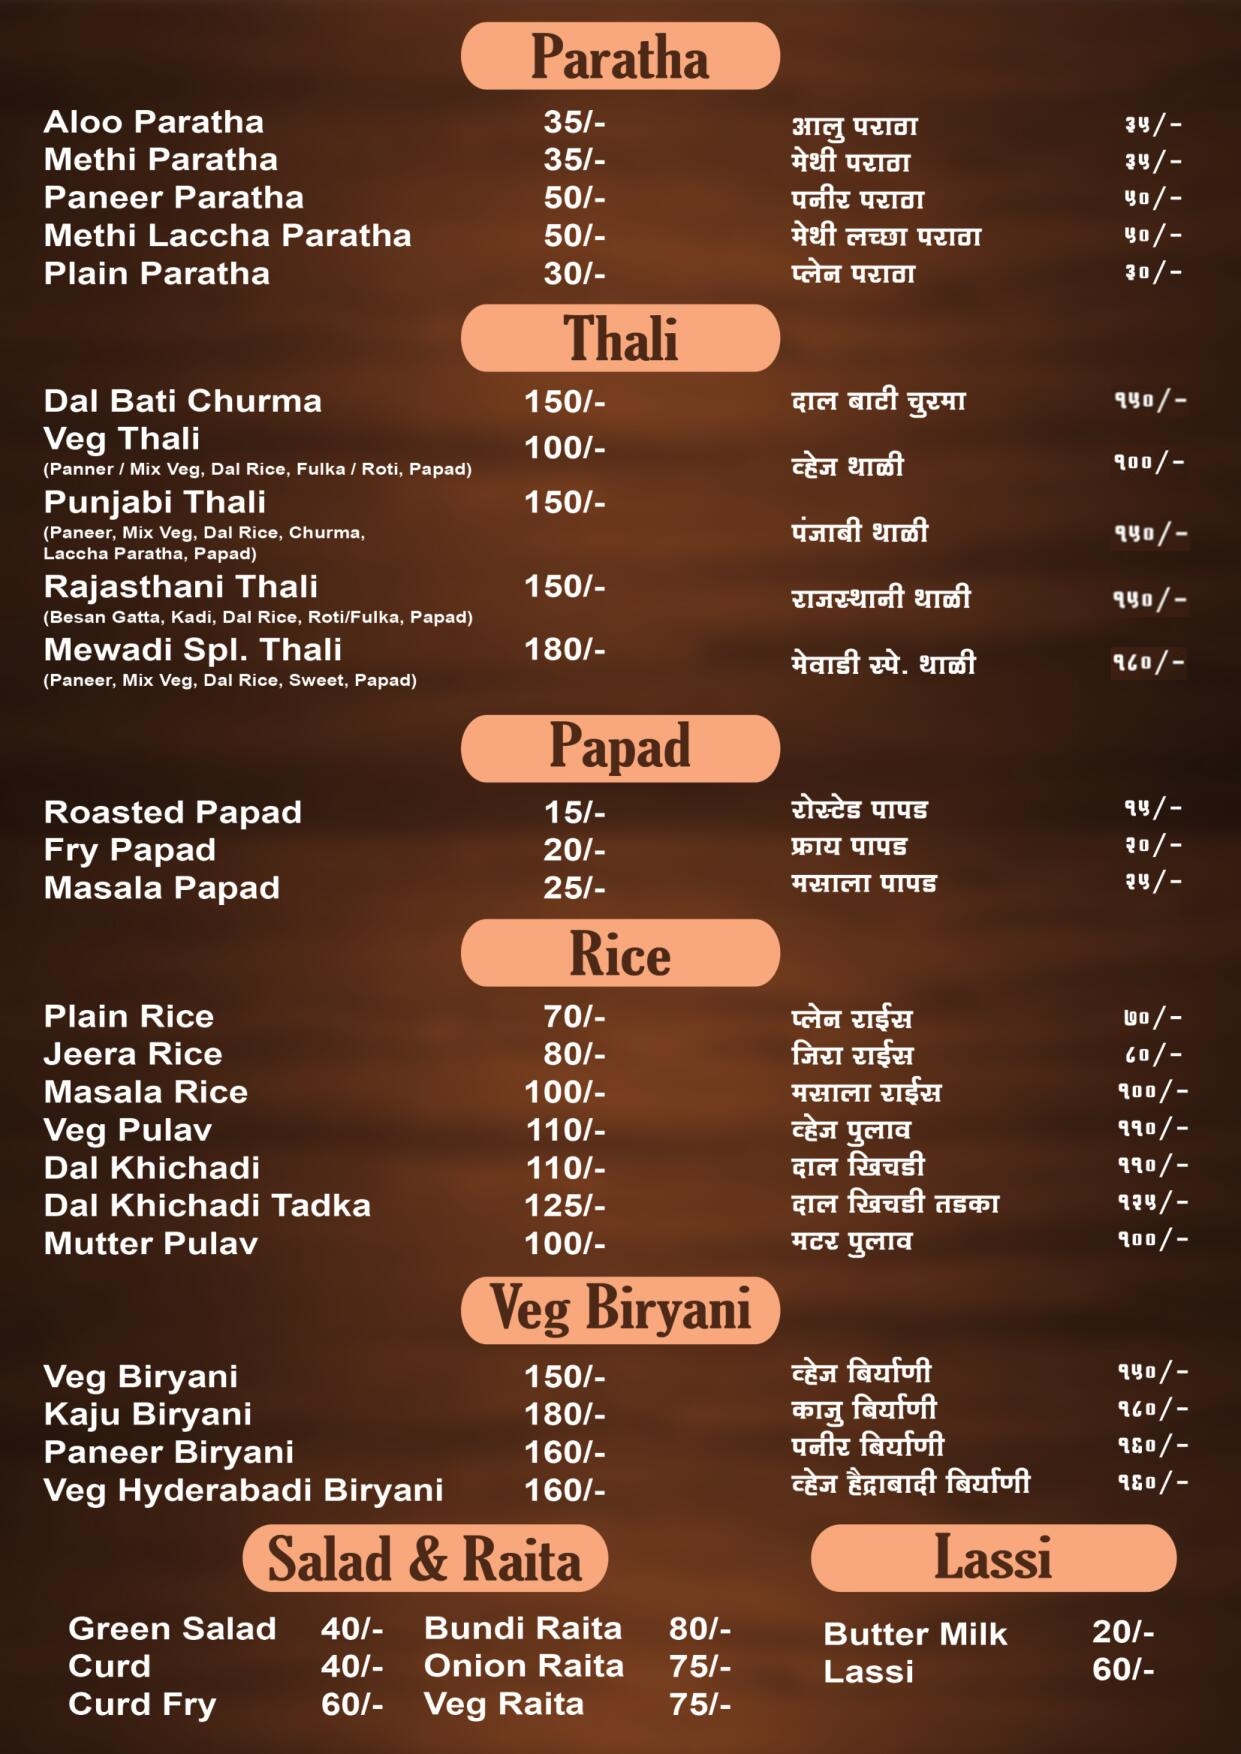 Paratha
Aloo Paratha 35/- आलु पराठा ३५/-
Methi Paratha 35/- मेथी पराठा ३५/-
Paneer Paratha 50/- पनीर पराठा ५०/-
Methi Laccha Paratha 50/- मेथी लच्छा पराठा ५०/-
Plain Paratha 30/- प्लेन पराठा ३०/-
Thali
Dal Bati Churma 150/- दाल बाटी चुरमा १५०/-
Veg Thali 100/- व्हेज थाळी १००/-
(Panner / Mix Veg, Dal Rice, Fulka / Roti, Papad)
Punjabi Thali 150/- पंजाबी थाळी १५०/-
(Paneer, Mix Veg, Dal Rice, Churma,
Laccha Paratha, Papad)
Rajasthani Thali 150/- राजस्थानी थाळी १५०/-
(Besan Gatta, Kadi, Dal Rice, Roti/Fulka, Papad)
Mewadi Spl. Thali 180/- मेवाडी स्पे. थाळी १८०/-
(Paneer, Mix Veg, Dal Rice, Sweet, Papad)
Papad
Roasted Papad 15/- रोस्टेड पापड १५/-
Fry Papad 20/- फ्राय पापड २०/-
Masala Papad 25/- मसाला पापड २५/-
Rice
Plain Rice 70/- प्लेन राईस ७०/-
Jeera Rice 80/- जिरा राईस ८०/-
Masala Rice 100/- मसाला राईस १००/-
Veg Pulav 110/- व्हेज पुलाव ११०/-
Dal Khichadi 110/- दाल खिचडी ११०/-
Dal Khichadi Tadka 125/- दाल खिचडी तडका १२५/-
Mutter Pulav 100/- मटर पुलाव १००/-
Veg Biryani
Veg Biryani 150/- व्हेज बिर्याणी १५०/-
Kaju Biryani 180/- काजु बिर्याणी १८०/-
Paneer Biryani 160/- पनीर बिर्याणी १६०/-
Veg Hyderabadi Biryani 160/- व्हेज हैद्राबादी बिर्याणी १६०/-
Salad & Raita
Green Salad 40/- Bundi Raita 80/-
Curd 40/- Onion Raita 75/-
Curd Fry 60/- Veg Raita 75/-
Lassi
Butter Milk 20/-
Lassi 60/-